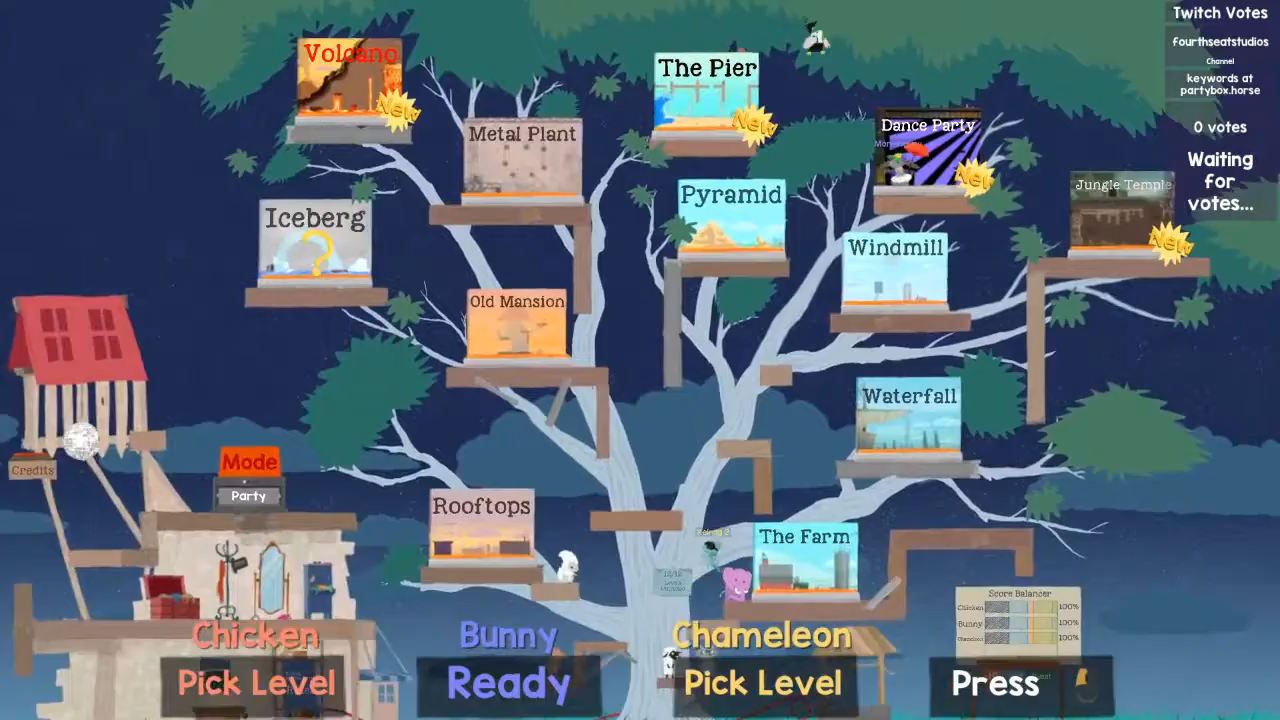 Twitch Votes
fourthseatstudios
Channel
keywords at
partybox.horse
0 votes
Waiting
for
votes...
Volcano
New
The Pier
New
Metal Plant
Dance Party
New
Jungle Temple
New
Iceberg
?
Pyramid
Windmill
Old Mansion
Waterfall
Credits
Mode
Party
Rooftops
The Farm
Score Balancer
Chicken
100%
Bunny
100%
Chameleon
100%
Chicken
Bunny
Chameleon
Pick Level
Ready
Pick Level
Press